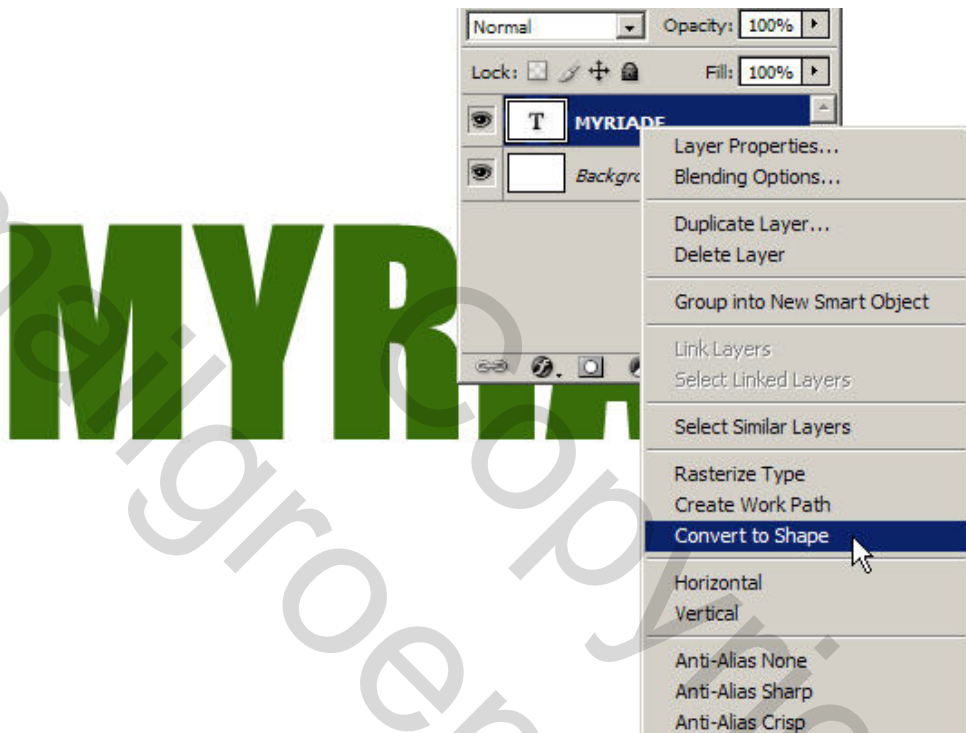 Normal Opacity: 100%
Lock: Fill: 100%
T MYRIADE
Layer Properties...
Blending Options...
Duplicate Layer...
Delete Layer
Group into New Smart Object
Link Layers
Select Linked Layers
Select Similar Layers
Rasterize Type
Create Work Path
Convert to Shape
Horizontal
Vertical
Anti-Alias None
Anti-Alias Sharp
Anti-Alias Crisp
Backgro
MYRIA